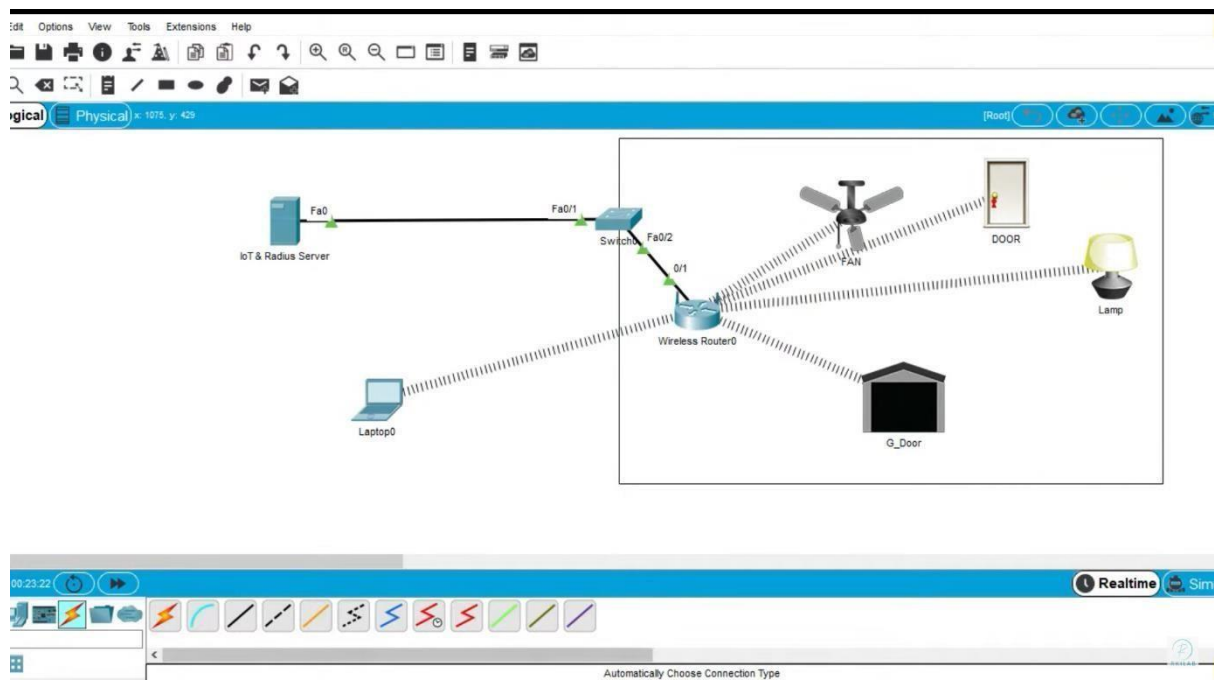 Edit Options View Tools Extensions Help
ogical Physical x: 1075, y: 429 [Root]
Fa0 Fa0/1
IoT & Radius Server Switch0 Fa0/2
0/1
FAN DOOR
Lamp
Wireless Router0
Laptop0
G_Door
00:23:22 Realtime Sim
Automatically Choose Connection Type